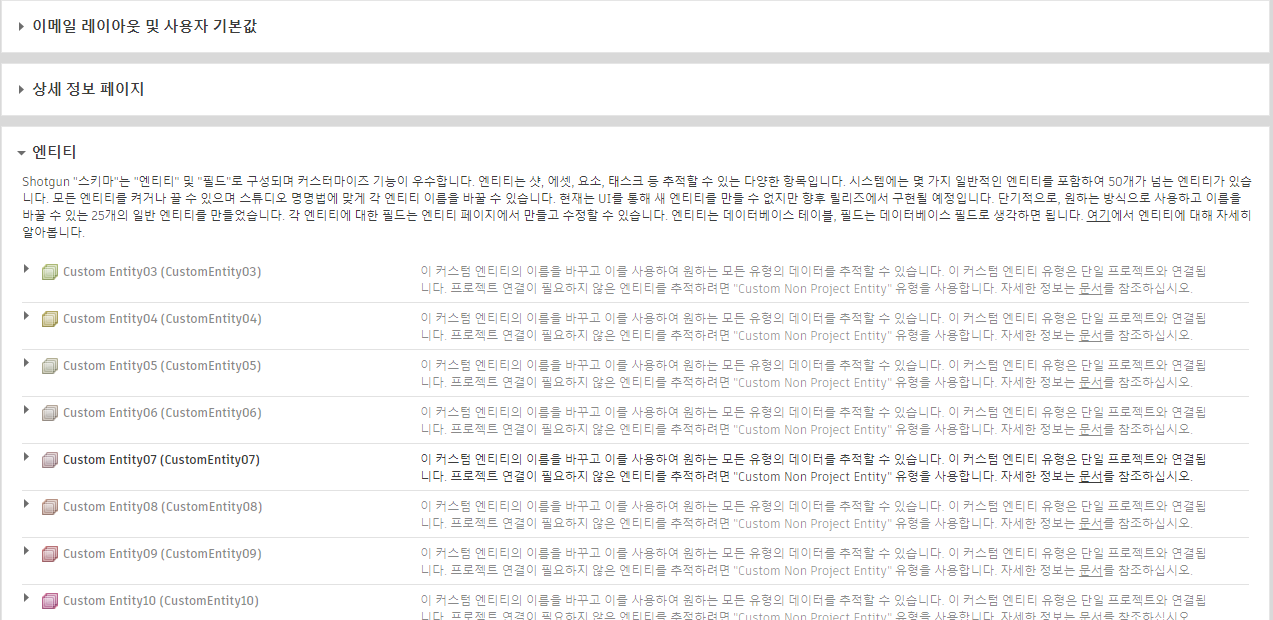 이메일 레이아웃 및 사용자 기본값
상세 정보 페이지
엔티티
Shotgun "스키마"는 "엔티티" 및 "필드"로 구성되며 커스터마이즈 기능이 우수합니다. 엔티티는 샷, 에셋, 요소, 태스크 등 추적할 수 있는 다양한 항목입니다. 시스템에는 몇 가지 일반적인 엔티티를 포함하여 50개가 넘는 엔티티가 있습
니다. 모든 엔티티를 켜거나 끌 수 있으며 스튜디오 명명법에 맞게 각 엔티티 이름을 바꿀 수 있습니다. 현재는 UI를 통해 새 엔티티를 만들 수 없지만 향후 릴리즈에서 구현될 예정입니다. 단기적으로, 원하는 방식으로 사용하고 이름을
바꿀 수 있는 25개의 일반 엔티티를 만들었습니다. 각 엔티티에 대한 필드는 엔티티 페이지에서 만들고 수정할 수 있습니다. 엔티티는 데이터베이스 테이블, 필드는 데이터베이스 필드로 생각하면 됩니다. 여기에서 엔티티에 대해 자세히
알아봅니다.
Custom Entity03 (CustomEntity03)
이 커스텀 엔티티의 이름을 바꾸고 이를 사용하여 원하는 모든 유형의 데이터를 추적할 수 있습니다. 이 커스텀 엔티티 유형은 단일 프로젝트와 연결됩
니다. 프로젝트 연결이 필요하지 않은 엔티티를 추적하려면 "Custom Non Project Entity" 유형을 사용합니다. 자세한 정보는 문서를 참조하십시오.
Custom Entity04 (CustomEntity04)
이 커스텀 엔티티의 이름을 바꾸고 이를 사용하여 원하는 모든 유형의 데이터를 추적할 수 있습니다. 이 커스텀 엔티티 유형은 단일 프로젝트와 연결됩
니다. 프로젝트 연결이 필요하지 않은 엔티티를 추적하려면 "Custom Non Project Entity" 유형을 사용합니다. 자세한 정보는 문서를 참조하십시오.
Custom Entity05 (CustomEntity05)
이 커스텀 엔티티의 이름을 바꾸고 이를 사용하여 원하는 모든 유형의 데이터를 추적할 수 있습니다. 이 커스텀 엔티티 유형은 단일 프로젝트와 연결됩
니다. 프로젝트 연결이 필요하지 않은 엔티티를 추적하려면 "Custom Non Project Entity" 유형을 사용합니다. 자세한 정보는 문서를 참조하십시오.
Custom Entity06 (CustomEntity06)
이 커스텀 엔티티의 이름을 바꾸고 이를 사용하여 원하는 모든 유형의 데이터를 추적할 수 있습니다. 이 커스텀 엔티티 유형은 단일 프로젝트와 연결됩
니다. 프로젝트 연결이 필요하지 않은 엔티티를 추적하려면 "Custom Non Project Entity" 유형을 사용합니다. 자세한 정보는 문서를 참조하십시오.
Custom Entity07 (CustomEntity07)
이 커스텀 엔티티의 이름을 바꾸고 이를 사용하여 원하는 모든 유형의 데이터를 추적할 수 있습니다. 이 커스텀 엔티티 유형은 단일 프로젝트와 연결됩
니다. 프로젝트 연결이 필요하지 않은 엔티티를 추적하려면 "Custom Non Project Entity" 유형을 사용합니다. 자세한 정보는 문서를 참조하십시오.
Custom Entity08 (CustomEntity08)
이 커스텀 엔티티의 이름을 바꾸고 이를 사용하여 원하는 모든 유형의 데이터를 추적할 수 있습니다. 이 커스텀 엔티티 유형은 단일 프로젝트와 연결됩
니다. 프로젝트 연결이 필요하지 않은 엔티티를 추적하려면 "Custom Non Project Entity" 유형을 사용합니다. 자세한 정보는 문서를 참조하십시오.
Custom Entity09 (CustomEntity09)
이 커스텀 엔티티의 이름을 바꾸고 이를 사용하여 원하는 모든 유형의 데이터를 추적할 수 있습니다. 이 커스텀 엔티티 유형은 단일 프로젝트와 연결됩
니다. 프로젝트 연결이 필요하지 않은 엔티티를 추적하려면 "Custom Non Project Entity" 유형을 사용합니다. 자세한 정보는 문서를 참조하십시오.
Custom Entity10 (CustomEntity10)
이 커스텀 엔티티의 이름을 바꾸고 이를 사용하여 원하는 모든 유형의 데이터를 추적할 수 있습니다. 이 커스텀 엔티티 유형은 단일 프로젝트와 연결됩
니다. 프로젝트 연결이 필요하지 않은 엔티티를 추적하려면 "Custom Non Project Entity" 유형을 사용합니다. 자세한 정보는 문서를 참조하십시오.